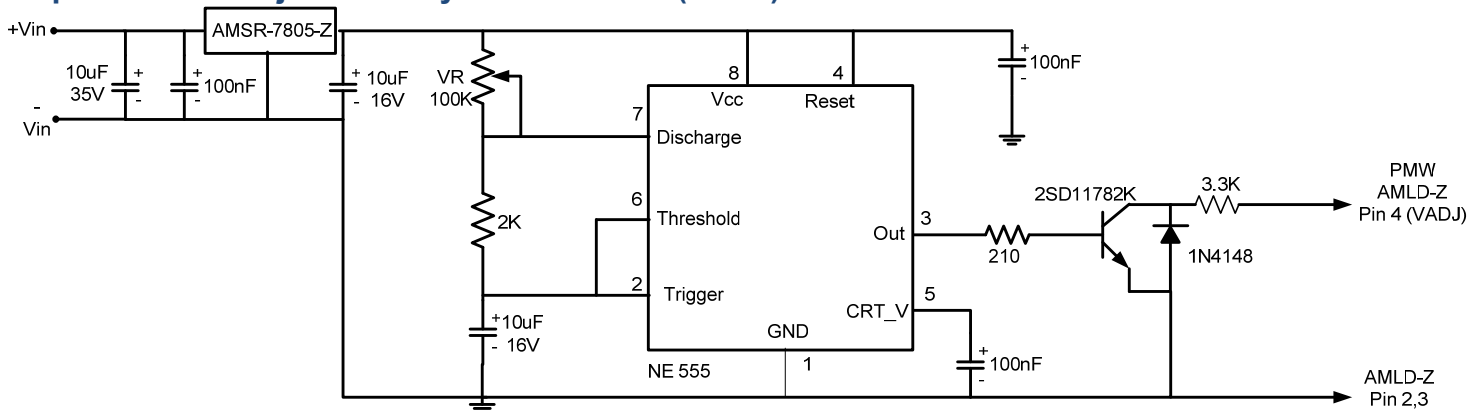 +Vin
AMSR-7805-Z
10uF
35V
+
-
+
-
100nF
+
-
10uF
16V
VR
100K
-
Vin
8
Vcc
4
Reset
+
-
100nF
7
Discharge
6
Threshold
2K
2
Trigger
+
-
10uF
16V
Out
3
210
2SD11782K
1N4148
3.3K
PMW
AMLD-Z
Pin 4 (VADJ)
CRT_V
5
+
-
100nF
GND
1
NE 555
AMLD-Z
Pin 2,3